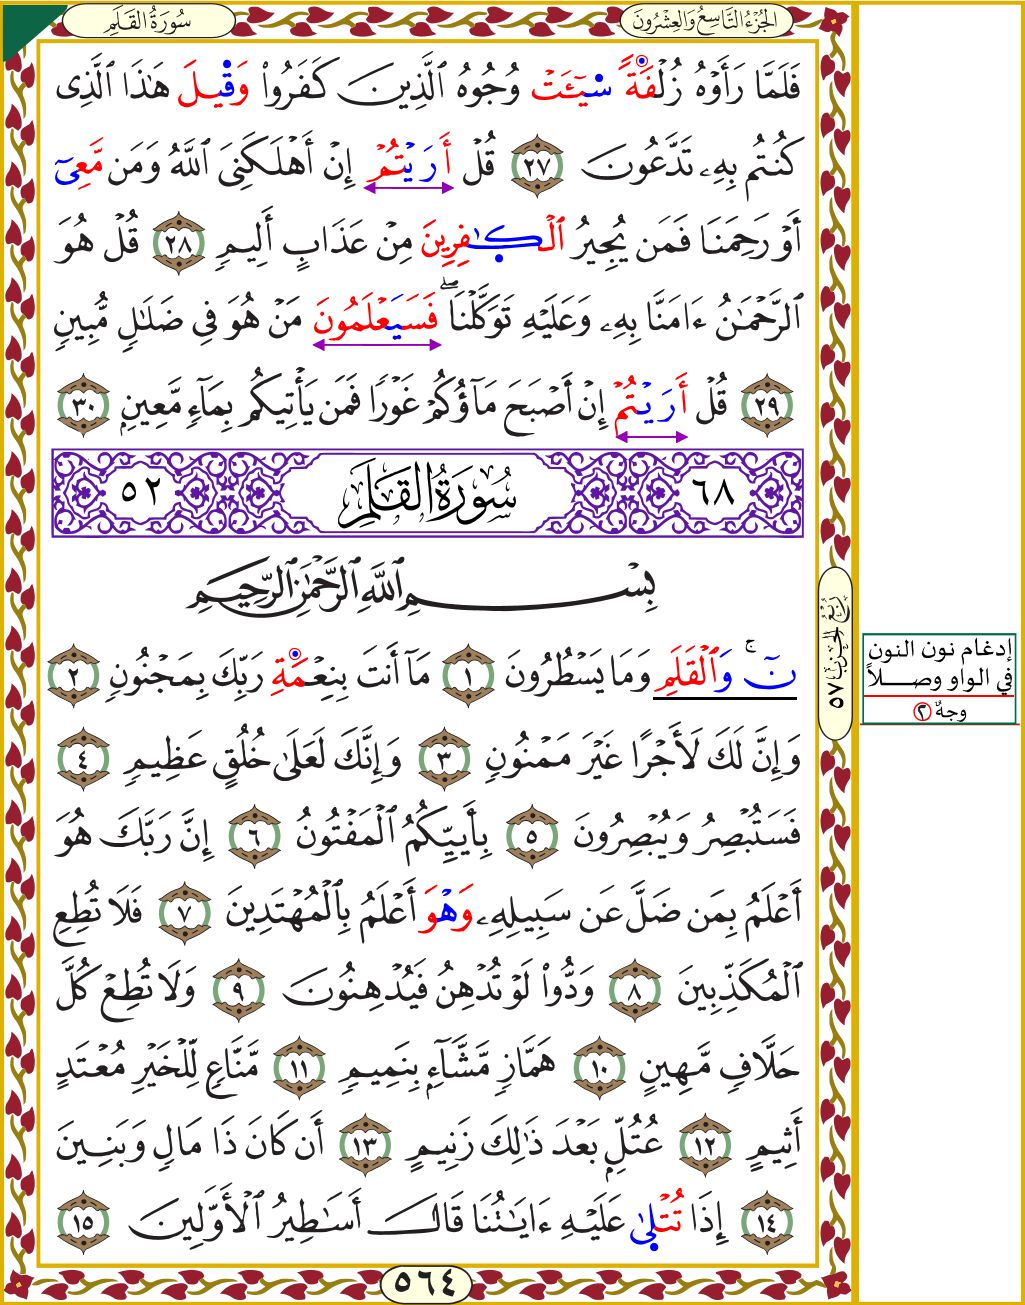 سُورَةُ القَلَمِ
الجُزْءُ التَّاسِعُ وَالعِشْرُونَ
فَلَمَّا رَأَوْهُ زُلْفَةً سِيٓـَٔتْ وُجُوهُ ٱلَّذِينَ كَفَرُوا۟ وَقِيلَ هَـٰذَا ٱلَّذِى
كُنتُم بِهِۦ تَدَّعُونَ ٢٧ قُلْ أَرَيْتُمْ إِنْ أَهْلَكَنِىَ ٱللَّهُ وَمَن مَّعِىٓ
أَوْ رَحِمَنَا فَمَن يُجِيرُ ٱلْكَـٰفِرِينَ مِنْ عَذَابٍ أَلِيمٍ ٢٨ قُلْ هُوَ
ٱلرَّحْمَـٰنُ ءَامَنَّا بِهِۦ وَعَلَيْهِ تَوَكَّلْنَا ۖ فَسَيَعْلَمُونَ مَنْ هُوَ فِى ضَلَـٰلٍ مُّبِينٍ
٢٩ قُلْ أَرَيْتُمْ إِنْ أَصْبَحَ مَآؤُكُمْ غَوْرًا فَمَن يَأْتِيكُم بِمَآءٍ مَّعِينٍ ٣٠
٦٨ سُورَةُ القَلَمِ ٥٢
بِسْمِ ٱللَّهِ ٱلرَّحْمَـٰنِ ٱلرَّحِيمِ
نٓ ۚ وَٱلْقَلَمِ وَمَا يَسْطُرُونَ ١ مَآ أَنتَ بِنِعْمَةِ رَبِّكَ بِمَجْنُونٍ ٢
وَإِنَّ لَكَ لَأَجْرًا غَيْرَ مَمْنُونٍ ٣ وَإِنَّكَ لَعَلَىٰ خُلُقٍ عَظِيمٍ ٤
فَسَتُبْصِرُ وَيُبْصِرُونَ ٥ بِأَييِّكُمُ ٱلْمَفْتُونُ ٦ إِنَّ رَبَّكَ هُوَ
أَعْلَمُ بِمَن ضَلَّ عَن سَبِيلِهِۦ وَهْوَ أَعْلَمُ بِٱلْمُهْتَدِينَ ٧ فَلَا تُطِعِ
ٱلْمُكَذِّبِينَ ٨ وَدُّوا۟ لَوْ تُدْهِنُ فَيُدْهِنُونَ ٩ وَلَا تُطِعْ كُلَّ
حَلَّافٍ مَّهِينٍ ١٠ هَمَّازٍ مَّشَّآءٍ بِنَمِيمٍ ١١ مَّنَّاعٍ لِّلْخَيْرِ مُعْتَدٍ
أَثِيمٍ ١٢ عُتُلٍّ بَعْدَ ذَٰلِكَ زَنِيمٍ ١٣ أَن كَانَ ذَا مَالٍ وَبَنِينَ
١٤ إِذَا تُتْلَىٰ عَلَيْهِ ءَايَـٰتُنَا قَالَ أَسَـٰطِيرُ ٱلْأَوَّلِينَ ١٥
رُبْعُ الحِزْبِ ٥٧
إدغام نون النون
في الواو وصلاً
وجهٌ ٢
٥٦٤